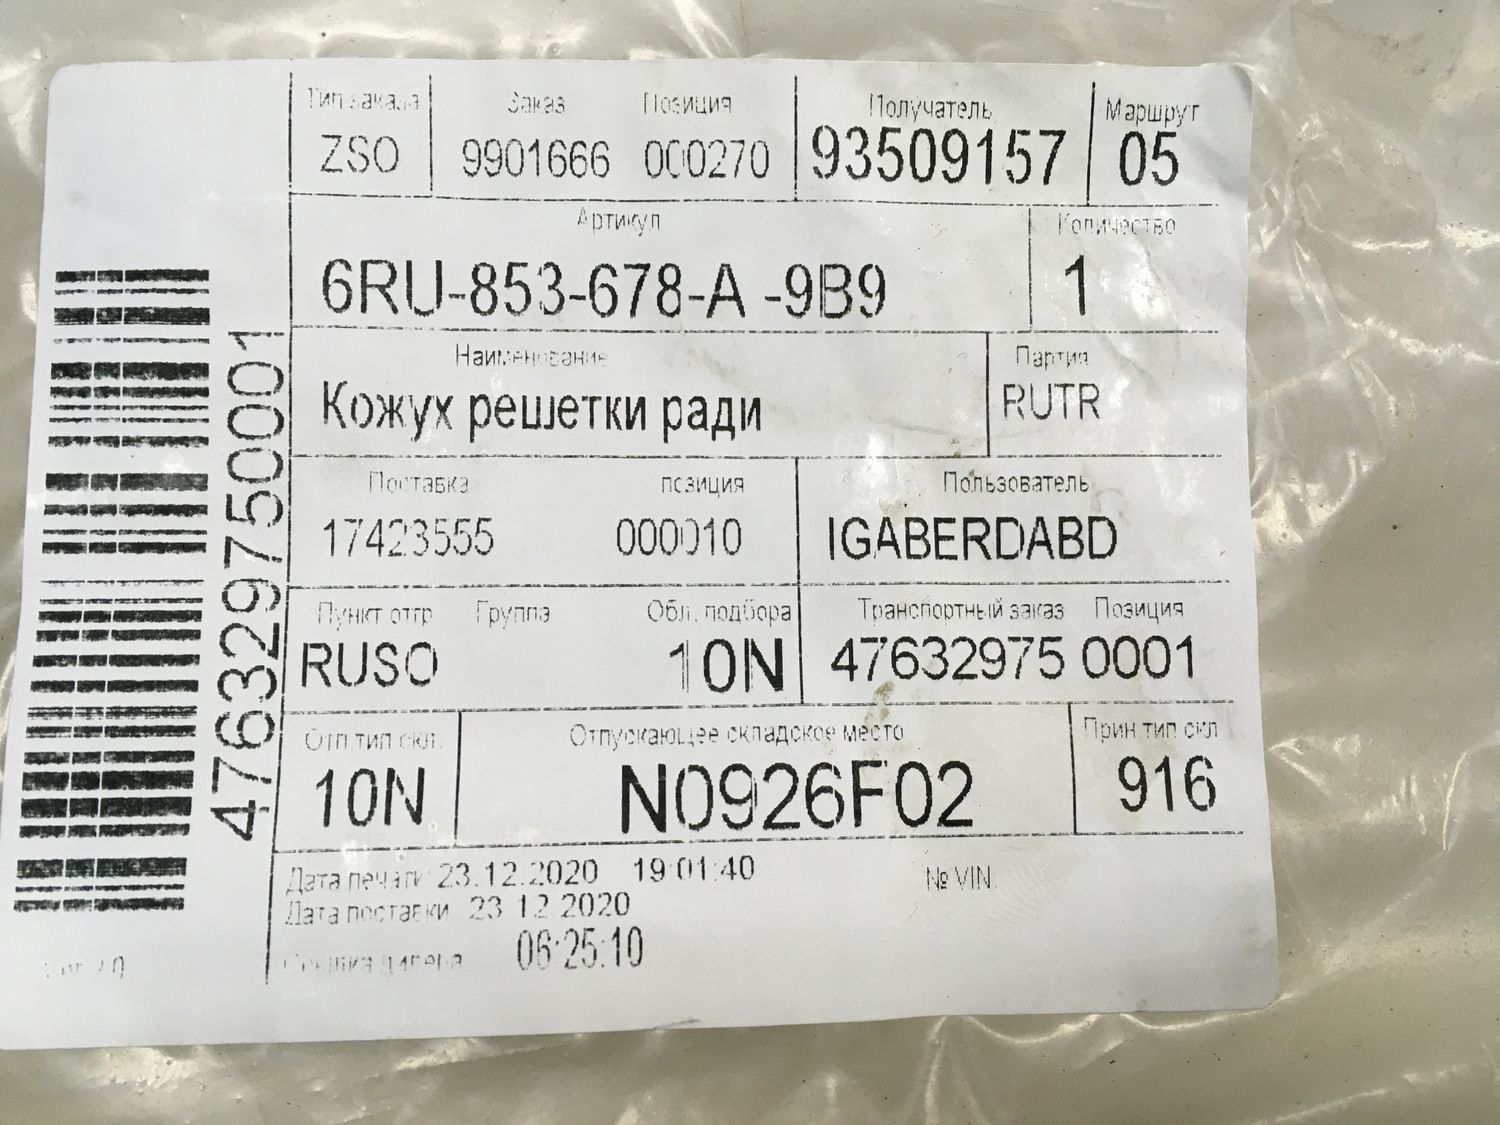 Тип заказа Заказ Позиция Получатель Маршрут
ZSO 9901666 000270 93509157 05
Артикул Количество
6RU-853-678-A -9B9 1
Наименование Партия
Кожух решетки ради RUTR
Поставка позиция Пользователь
17423555 000010 IGABERDABD
Пункт отгр Группа Обл. подбора Транспортный заказ Позиция
RUSO 10N 47632975 0001
Отп.тип скл. Отпускающее складское место Прин тип скл
10N N0926F02 916
Дата печати: 23.12.2020 19:01:40 № VIN
Дата поставки: 23.12.2020
Ссылка дилера 06:25:10
476329750001